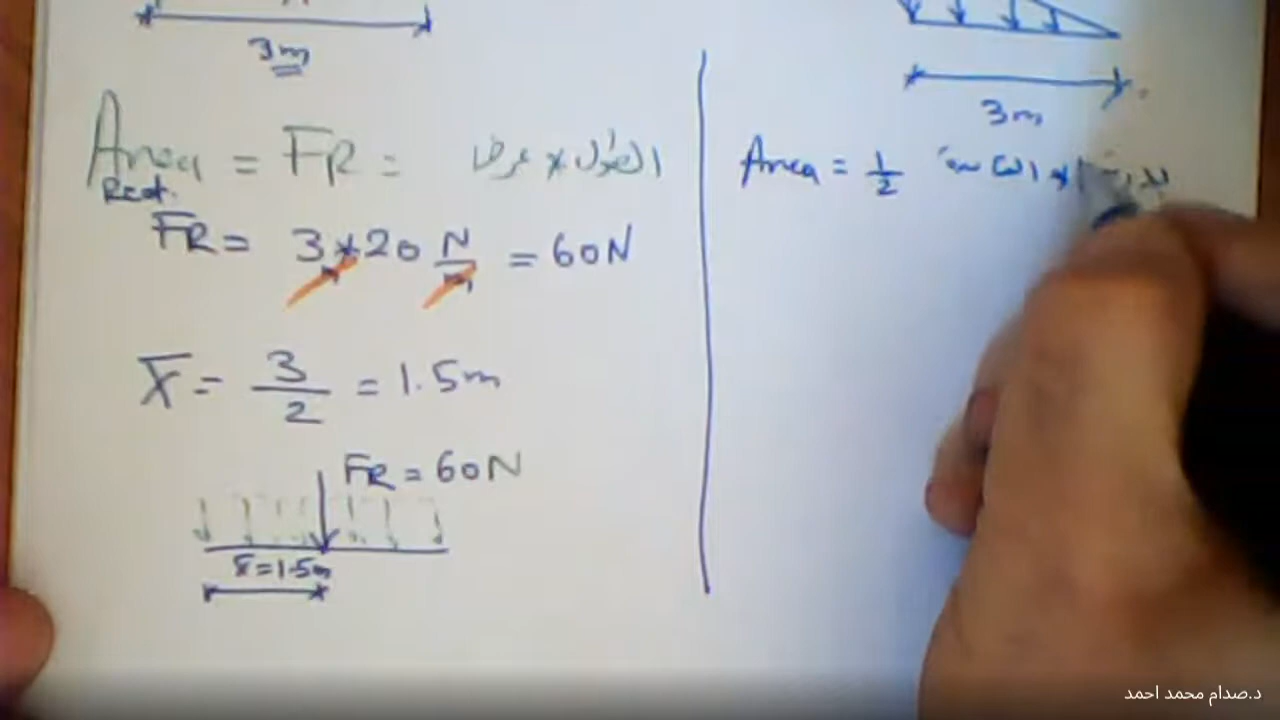 3m
Area = FR = الطول * عرض
Rect.
FR = 3 * 20 N/m = 60N
X̄ = 3/2 = 1.5m
FR = 60N
x̄=1.5m
3m
Area = 1/2
د.صدام محمد احمد